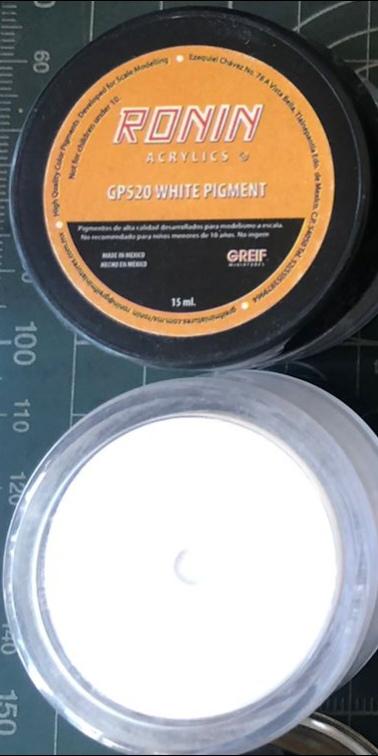 High Quality Color Pigments Developed for Scale Modelling
Not for children under 10
Ezequiel Chávez No. 78 A Vista Bella, Tlalnepantla Edo. de México.
RONIN
ACRYLICS
GP520 WHITE PIGMENT
Pigmentos de alta calidad desarrollados para modelismo a escala.
No recomendado para niños menores de 10 años. No ingerir
MADE IN MEXICO
HECHO EN MEXICO
GREIF
MINIATURES
15 ml.
60
70
100
110
120
140
150